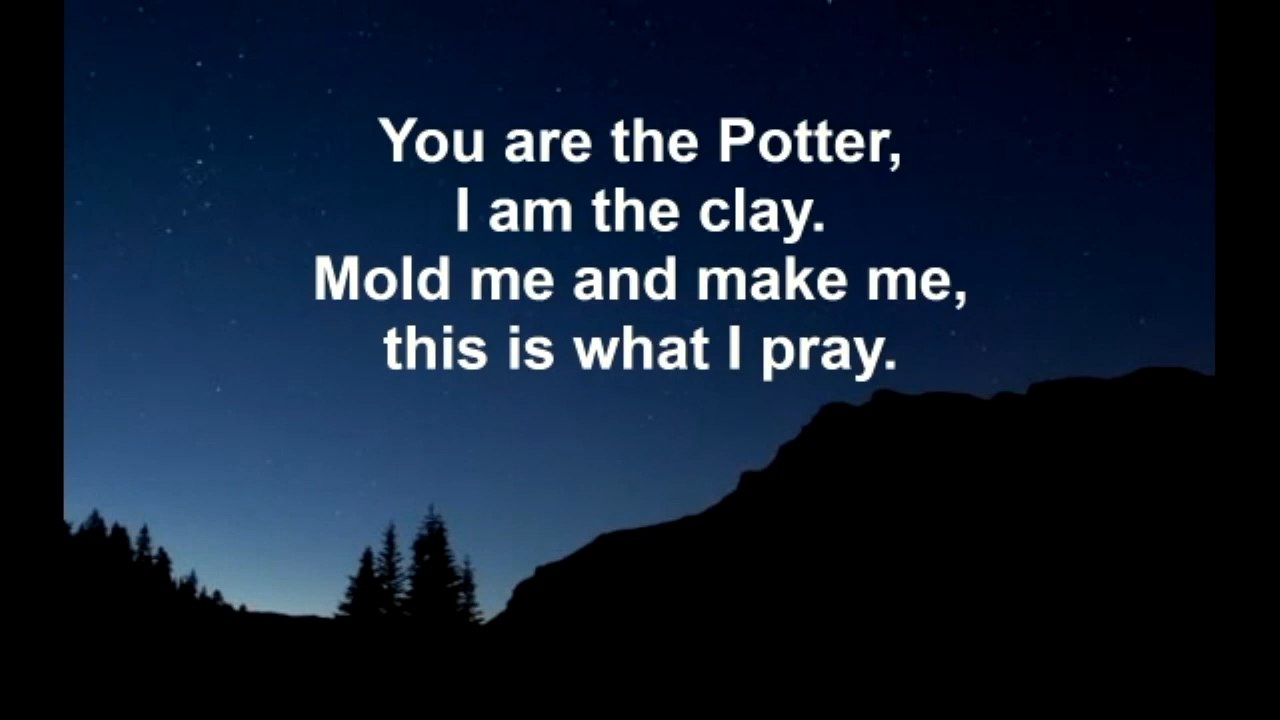 You are the Potter,
I am the clay.
Mold me and make me,
this is what I pray.